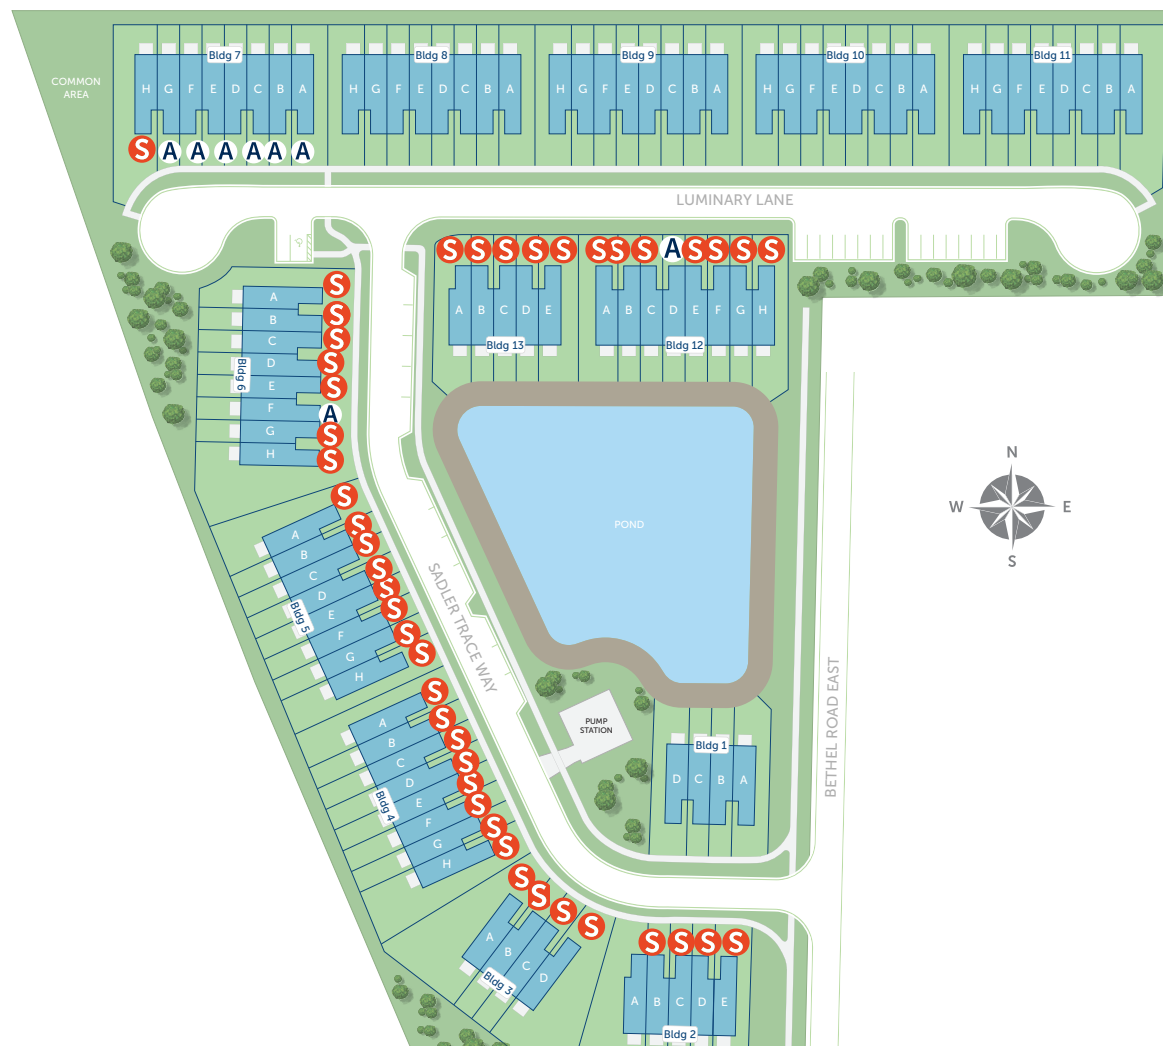 Bldg 7
Bldg 8
Bldg 9
Bldg 10
Bldg 11
COMMON
AREA
H G F E D C B A
H G F E D C B A
H G F E D C B A
H G F E D C B A
H G F E D C B A
S A A A A A A
LUMINARY LANE
S S S S S
S S S A S S S S
A B C D E
A B C D E F G H
Bldg 13
Bldg 12
A S
B S
C S
D S
E S
F A
G S
H S
Bldg 6
N
W E
S
POND
A S
B S
C S
D S
E S
F S
G S
H S
Bldg 5
SADLER TRACE WAY
A S
B S
C S
D S
E S
F S
G S
H S
Bldg 4
PUMP
STATION
Bldg 1
D C B A
BETHEL ROAD EAST
S S S S
A B C D
Bldg 3
S S S S
A B C D E
Bldg 2